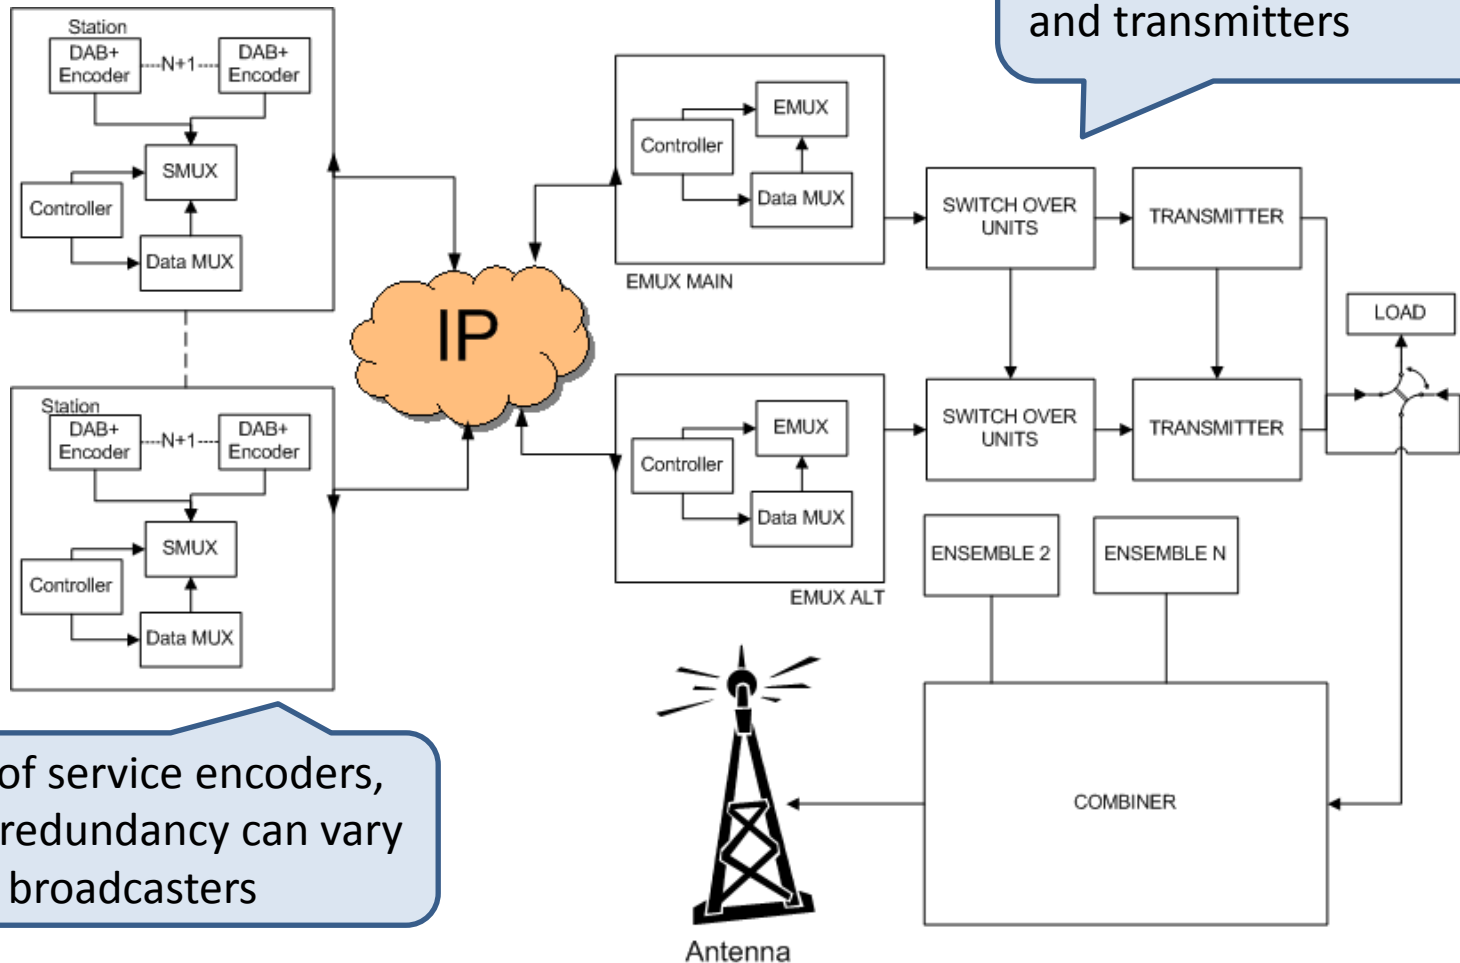 and transmitters
Station
DAB+
Encoder
N+1
DAB+
Encoder
SMUX
Controller
Data MUX
Station
DAB+
Encoder
N+1
DAB+
Encoder
SMUX
Controller
Data MUX
of service encoders,
redundancy can vary
broadcasters
IP
EMUX
Controller
Data MUX
EMUX MAIN
EMUX
Controller
Data MUX
EMUX ALT
SWITCH OVER
UNITS
TRANSMITTER
SWITCH OVER
UNITS
TRANSMITTER
LOAD
ENSEMBLE 2
ENSEMBLE N
COMBINER
Antenna